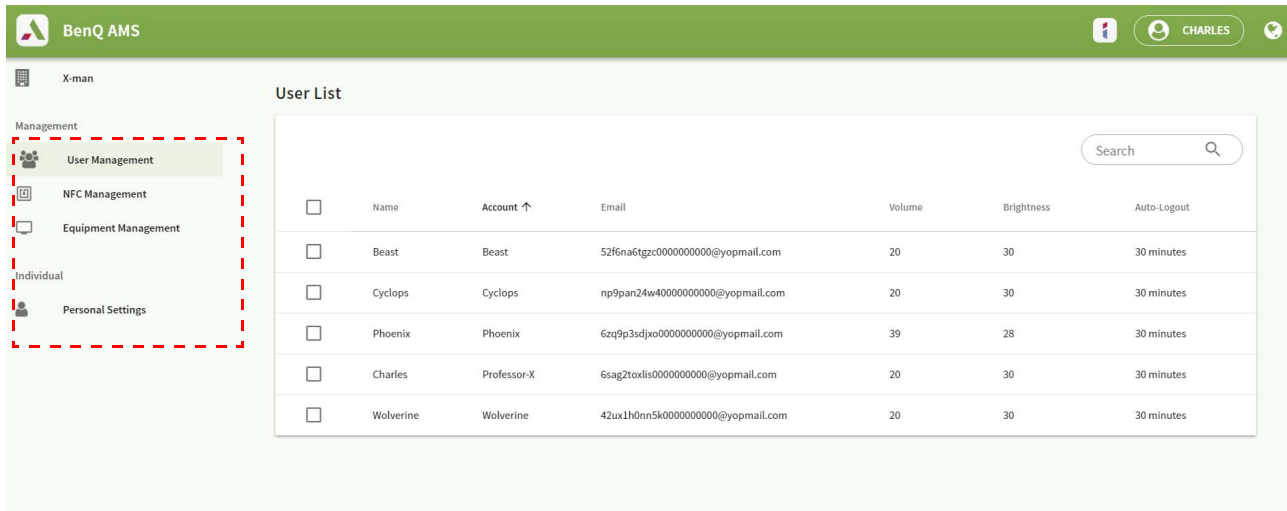 BenQ AMS
CHARLES
X-man
Management
User Management
NFC Management
Equipment Management
Individual
Personal Settings
User List
Search
Name Account ↑ Email Volume Brightness Auto-Logout
Beast Beast 52f6na6tgzc0000000000@yopmail.com 20 30 30 minutes
Cyclops Cyclops np9pan24w40000000000@yopmail.com 20 30 30 minutes
Phoenix Phoenix 6zq9p3sdjxo0000000000@yopmail.com 39 28 30 minutes
Charles Professor-X 6sag2toxlis0000000000@yopmail.com 20 30 30 minutes
Wolverine Wolverine 42ux1h0nn5k0000000000@yopmail.com 20 30 30 minutes